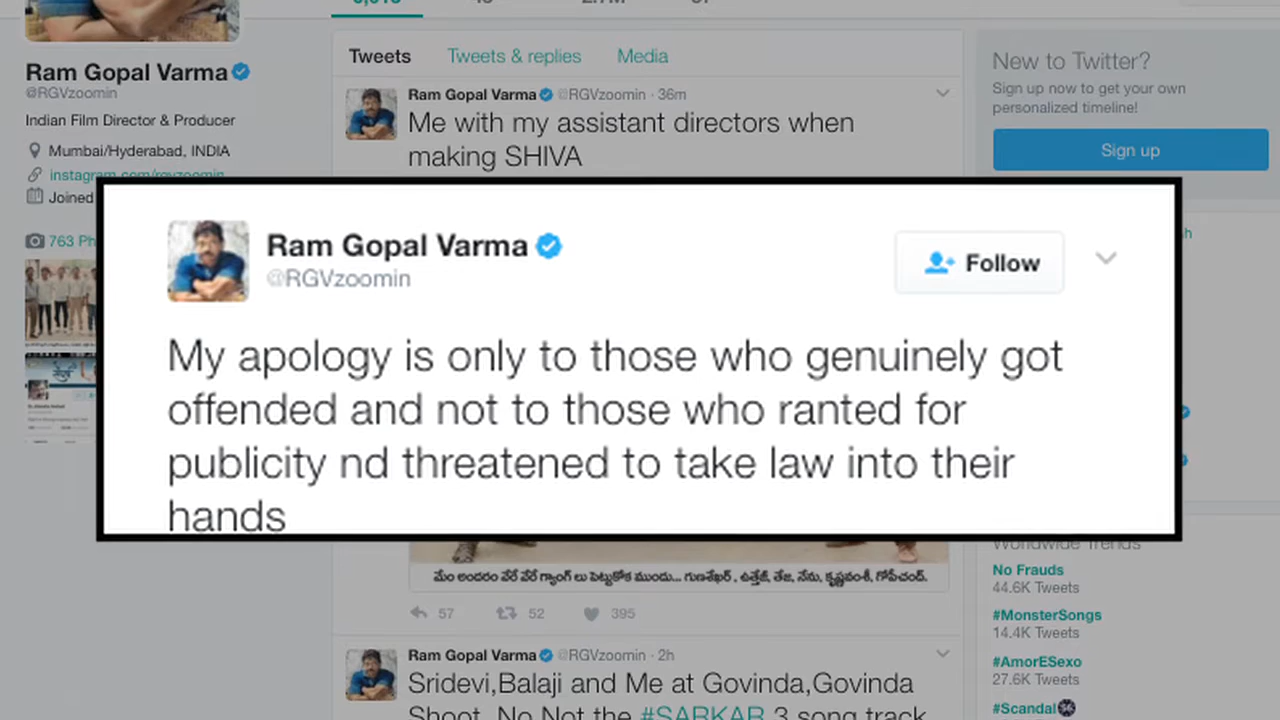 Ram Gopal Varma
@RGVzoomin
Indian Film Director & Producer
Mumbai/Hyderabad, INDIA
instagram.com/rgvzoomin
Joined
763 Ph
Tweets Tweets & replies Media
Ram Gopal Varma @RGVzoomin · 36m
Me with my assistant directors when
making SHIVA
New to Twitter?
Sign up now to get your own
personalized timeline!
Sign up
Ram Gopal Varma
@RGVzoomin
Follow
My apology is only to those who genuinely got
offended and not to those who ranted for
publicity nd threatened to take law into their
hands
మేం అందరం వేరే వేరే గ్యాంగ్ లు పెట్టుకోక ముందు... గుణశేఖర్ , ఉత్తేజ్, తేజ, నేను, కృష్ణవంశీ, గోపీచంద్.
57 52 395
Ram Gopal Varma @RGVzoomin · 2h
Sridevi,Balaji and Me at Govinda,Govinda
Shoot..No Not the #SARKAR 3 song track
Worldwide Trends
No Frauds
44.6K Tweets
#MonsterSongs
14.4K Tweets
#AmorESexo
27.6K Tweets
#Scandal